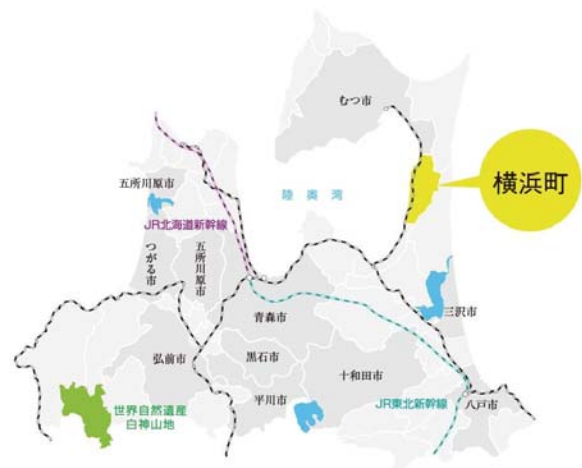 むつ市
横浜町
五所川原市
陸奥湾
JR北海道新幹線
つがる市
五所川原市
三沢市
青森市
弘前市
黒石市
十和田市
平川市
世界自然遺産
白神山地
JR東北新幹線
八戸市